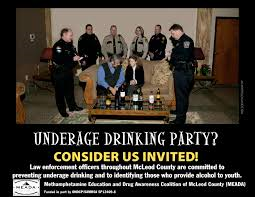 UNDERAGE DRINKING PARTY?
CONSIDER US INVITED!
Law enforcement officers throughout McLeod County are committed to
preventing underage drinking and to identifying those who provide alcohol to youth.
MEADA
Methamphetamine Education and Drug Awareness Coalition of McLeod County (MEADA)
Funded in part by